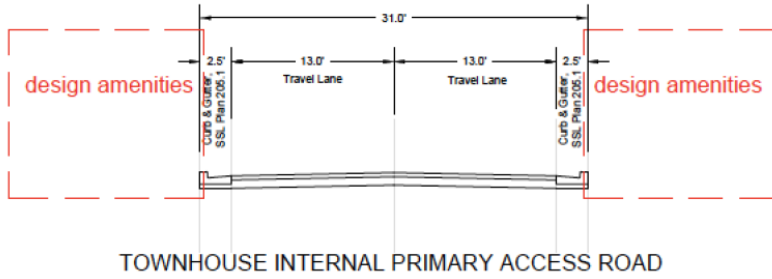 31.0'
2.5'
13.0'
13.0'
2.5'
Travel Lane
Travel Lane
design amenities
Curb & Gutter,
SSL Plan 205.1
Curb & Gutter,
SSL Plan 205.1
design amenities
TOWNHOUSE INTERNAL PRIMARY ACCESS ROAD